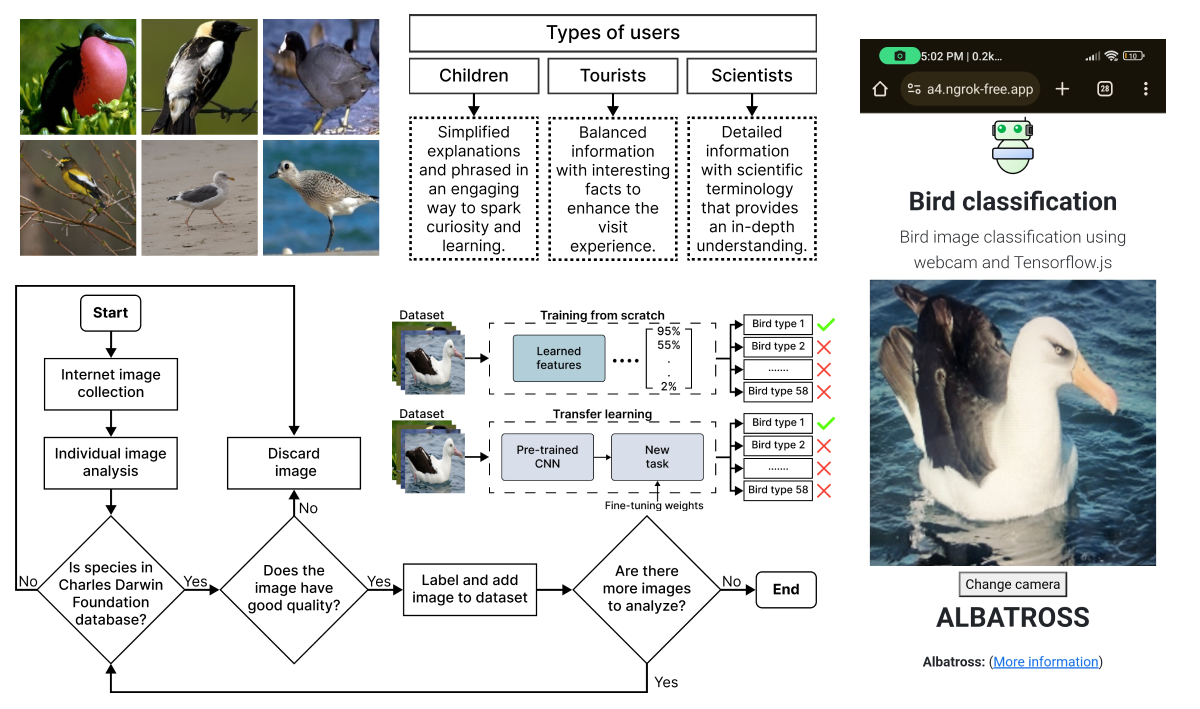 Types of users
Children
Tourists
Scientists
Simplified
explanations
and phrased in
an engaging
way to spark
curiosity and
learning.
Balanced
information
with interesting
facts to
enhance the
visit
experience.
Detailed
information
with scientific
terminology
that provides
an in-depth
understanding.
Start
Internet image
collection
Individual image
analysis
Discard
image
No
No
Is species in
Charles Darwin
Foundation
database?
Yes
Does the
image have
good quality?
Yes
Label and add
image to dataset
Are there
more images
to analyze?
No
End
Yes
Dataset
Training from scratch
Learned
features
95%
55%
.
.
2%
Bird type 1
Bird type 2
.......
Bird type 58
Dataset
Transfer learning
Pre-trained
CNN
New
task
Fine-tuning weights
Bird type 1
Bird type 2
.......
Bird type 58
5:02 PM | 0.2k...
10
a4.ngrok-free.app
28
Bird classification
Bird image classification using
webcam and Tensorflow.js
Change camera
ALBATROSS
Albatross: (More information)